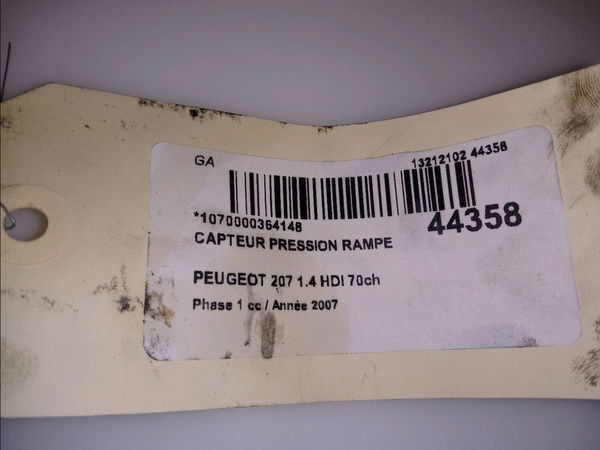 GA 13212102 44358
*1070000364148
44358
CAPTEUR PRESSION RAMPE
PEUGEOT 207 1.4 HDI 70ch
Phase 1 cc / Année 2007